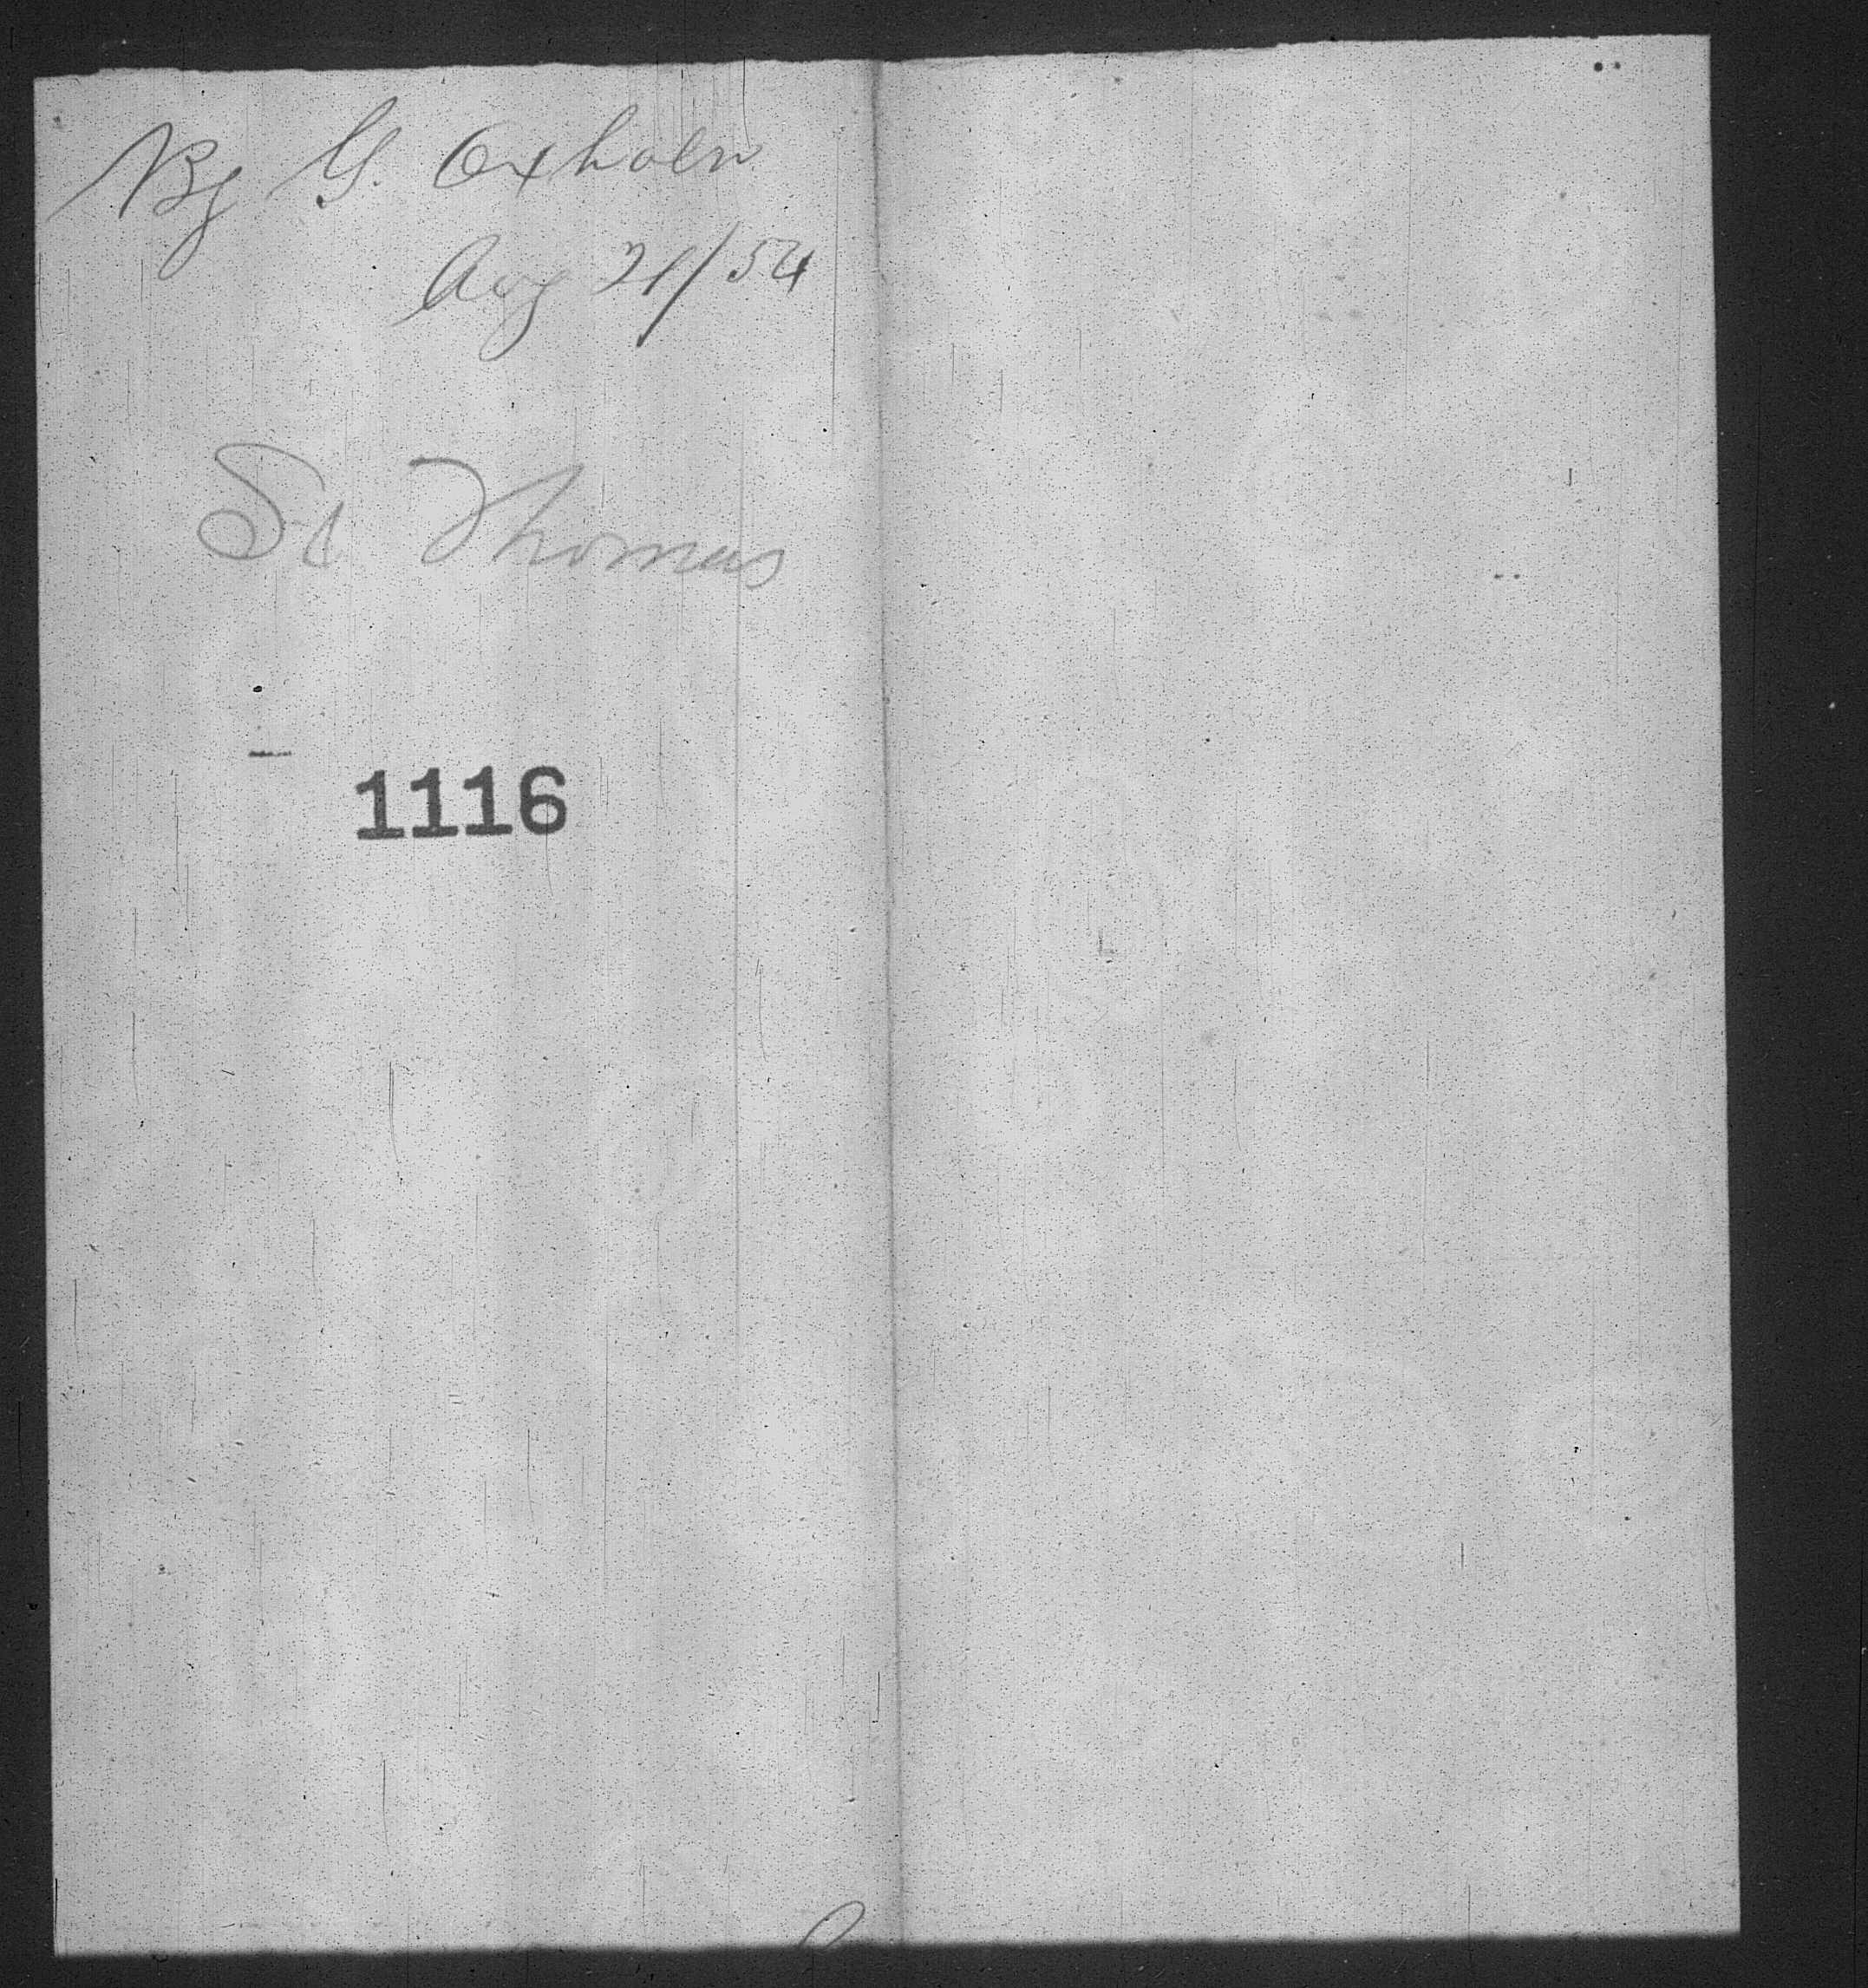 Bg G. Oxholm
Aug 21/54
St Thomas
1116